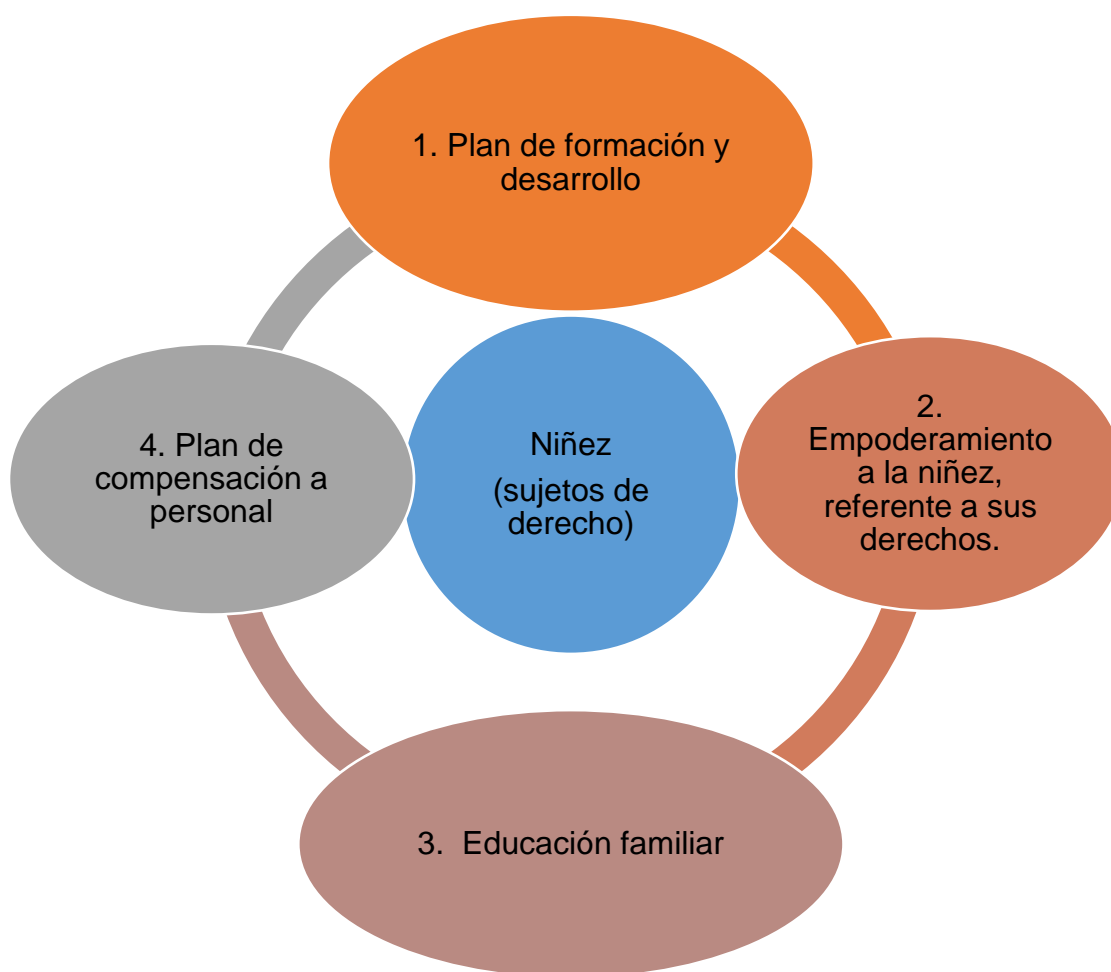 1. Plan de formación y
desarrollo
2.
Empoderamiento
a la niñez,
referente a sus
derechos.
4. Plan de
compensación a
personal
Niñez
(sujetos de
derecho)
3.  Educación familiar